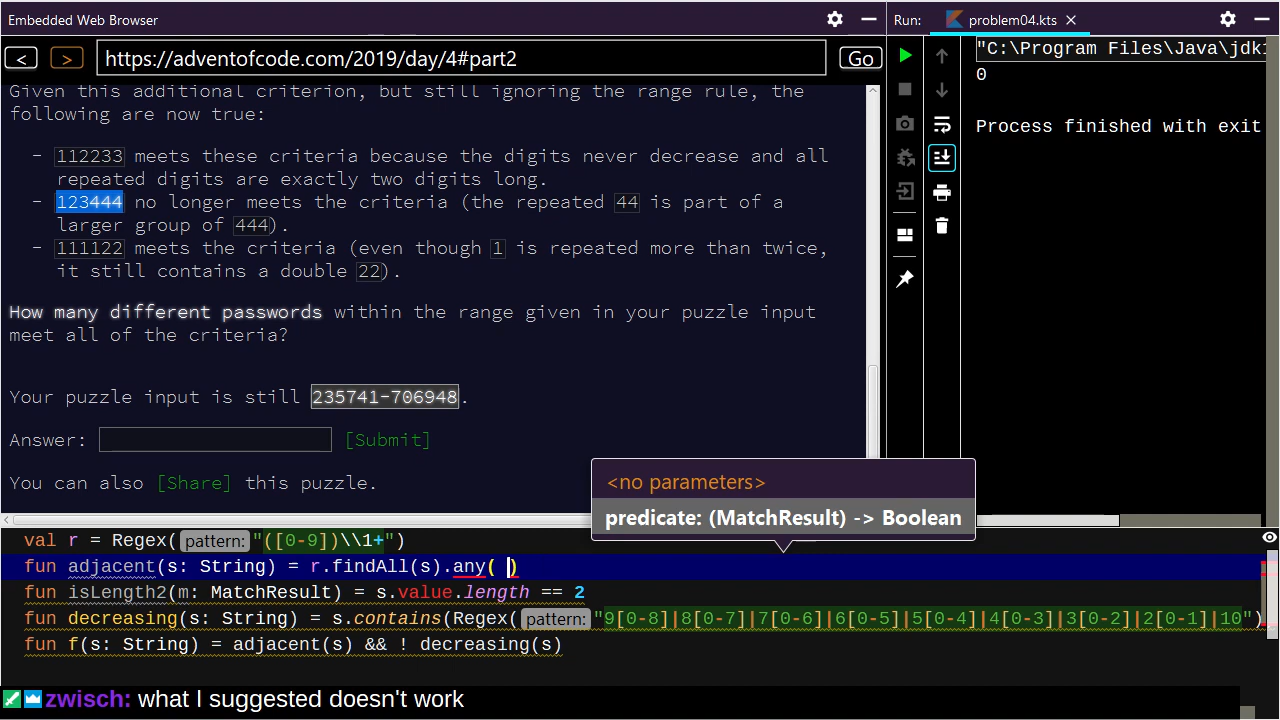 Embedded Web Browser
Run: problem04.kts
< > https://adventofcode.com/2019/day/4#part2 Go
"C:\Program Files\Java\jdk1
0
Process finished with exit
Given this additional criterion, but still ignoring the range rule, the
following are now true:
- 112233 meets these criteria because the digits never decrease and all
repeated digits are exactly two digits long.
- 123444 no longer meets the criteria (the repeated 44 is part of a
larger group of 444).
- 111122 meets the criteria (even though 1 is repeated more than twice,
it still contains a double 22).
How many different passwords within the range given in your puzzle input
meet all of the criteria?
Your puzzle input is still 235741-706948.
Answer: [Submit]
You can also [Share] this puzzle.
<no parameters>
predicate: (MatchResult) -> Boolean
val r = Regex( pattern: "([0-9])\\1+")
fun adjacent(s: String) = r.findAll(s).any( )
fun isLength2(m: MatchResult) = s.value.length == 2
fun decreasing(s: String) = s.contains(Regex( pattern: "9[0-8]|8[0-7]|7[0-6]|6[0-5]|5[0-4]|4[0-3]|3[0-2]|2[0-1]|10")
fun f(s: String) = adjacent(s) && ! decreasing(s)
zwisch: what I suggested doesn't work